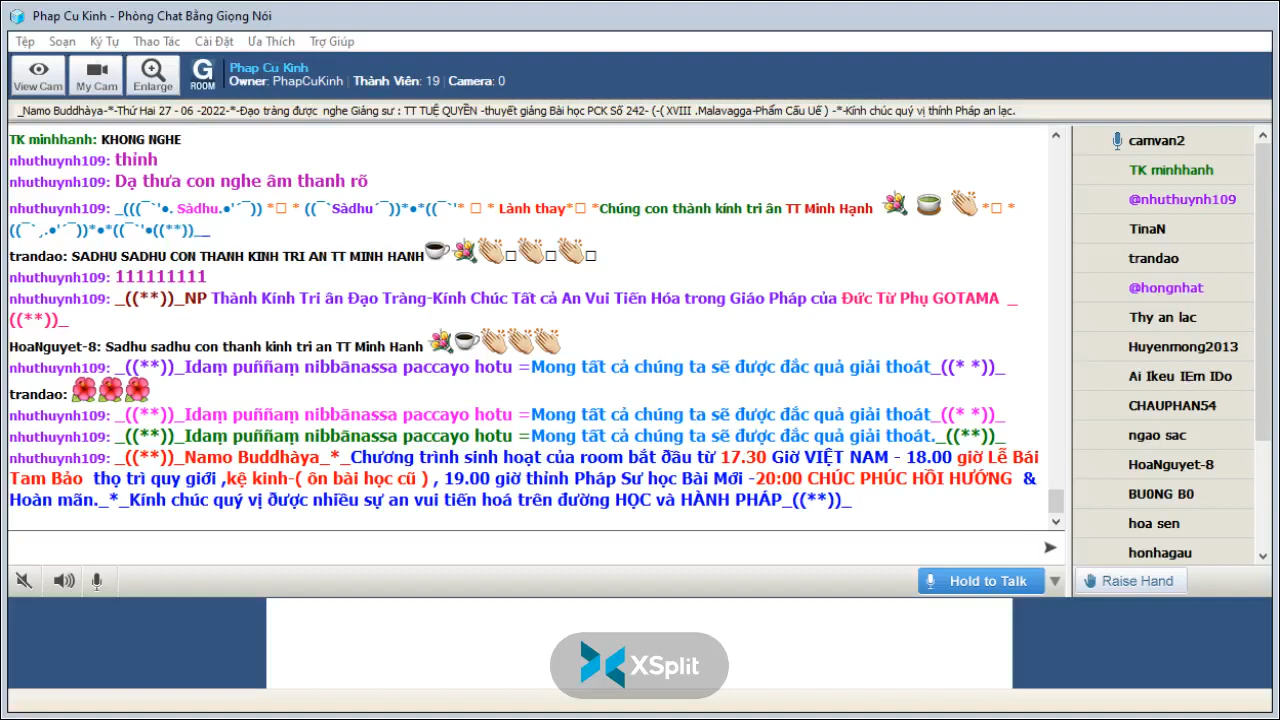 Phap Cu Kinh - Phòng Chat Bằng Giọng Nói
Tệp Soạn Ký Tự Thao Tác Cài Đặt Ưa Thích Trợ Giúp
View Cam My Cam Enlarge G ROOM
Phap Cu Kinh
Owner: PhapCuKinh | Thành Viên: 19 | Camera: 0
_Namo Buddhàya-*-Thứ Hai 27 - 06 -2022-*-Đạo tràng được nghe Giảng sư : TT TUỆ QUYỀN -thuyết giảng Bài học PCK Số 242- (-( XVIII .Malavagga-Phẩm Cấu Uế ) -*-Kính chúc quý vị thính Pháp an lạc.
TK minhhanh: KHONG NGHE
nhuthuynh109: thỉnh
nhuthuynh109: Dạ thưa con nghe âm thanh rõ
nhuthuynh109: _(((¯`'•. Sàdhu.•'´¯)) *□ * ((¯`Sàdhu´¯))*•*((¯`'* □ * Lành thay*□ *Chúng con thành kính tri ân TT Minh Hạnh *□ *
((¯`¸.•'´¯))*•*((¯`'•((**))__
trandao: SADHU SADHU CON THANH KINH TRI AN TT MINH HANH
nhuthuynh109: 111111111
nhuthuynh109: _((**))_NP Thành Kính Tri ân Đạo Tràng-Kính Chúc Tất cả An Vui Tiến Hóa trong Giáo Pháp của Đức Từ Phụ GOTAMA _
((**))_
HoaNguyet-8: Sadhu sadhu con thanh kinh tri an TT Minh Hanh
nhuthuynh109: _((**))_Idaṃ puññaṃ nibbānassa paccayo hotu =Mong tất cả chúng ta sẽ được đắc quả giải thoát_((* *))_
trandao:
nhuthuynh109: _((**))_Idaṃ puññaṃ nibbānassa paccayo hotu =Mong tất cả chúng ta sẽ được đắc quả giải thoát_((* *))_
nhuthuynh109: _((**))_Idaṃ puññaṃ nibbānassa paccayo hotu =Mong tất cả chúng ta sẽ được đắc quả giải thoát._((**))_
nhuthuynh109: _((**))_Namo Buddhàya_*_Chương trình sinh hoạt của room bắt đầu từ 17.30 Giờ VIỆT NAM - 18.00 giờ Lễ Bái
Tam Bảo thọ trì quy giới ,kệ kinh-( ôn bài học cũ ) , 19.00 giờ thỉnh Pháp Sư học Bài Mới -20:00 CHÚC PHÚC HỒI HƯỚNG &
Hoàn mãn._*_Kính chúc quý vị được nhiều sự an vui tiến hoá trên đường HỌC và HÀNH PHÁP_((**))_
camvan2
TK minhhanh
@nhuthuynh109
TinaN
trandao
@hongnhat
Thy an lac
Huyenmong2013
Ai Ikeu IEm IDo
CHAUPHAN54
ngao sac
HoaNguyet-8
BU0NG B0
hoa sen
honhagau
Hold to Talk
Raise Hand
XSplit